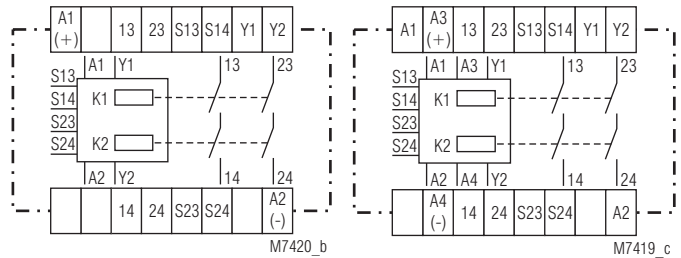 A1 (+) 13 23 S13 S14 Y1 Y2
A1 Y1 13 23
S13
S14 K1
S23
S24 K2
A2 Y2 14 24
14 24 S23 S24 A2 (-)
M7420_b
A1 A3 (+) 13 23 S13 S14 Y1 Y2
A1 A3 Y1 13 23
S13
S14 K1
S23
S24 K2
A2 A4 Y2 14 24
A4 (-) 14 24 S23 S24 A2
M7419_c